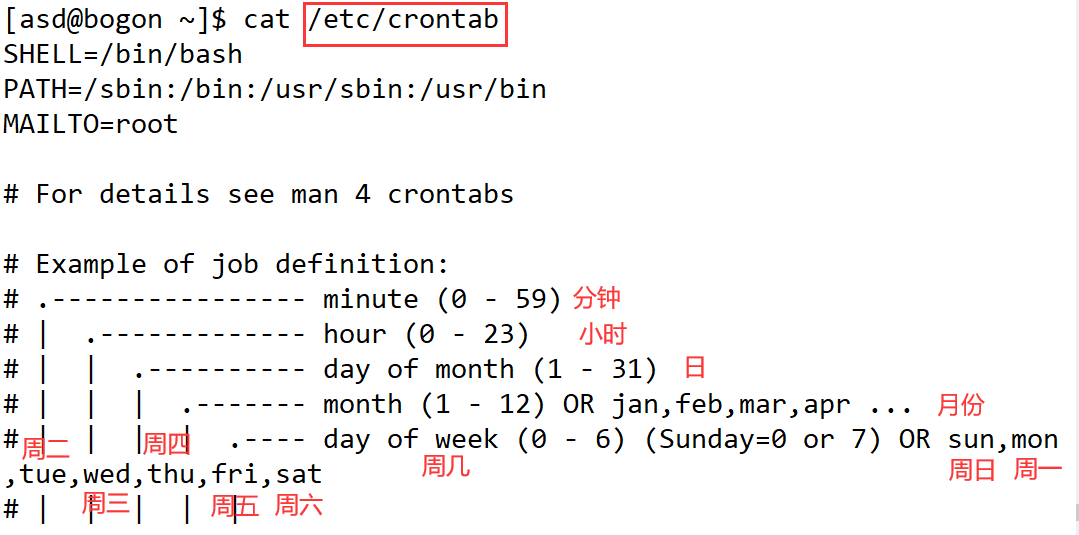 [asd@bogon ~]$ cat /etc/crontab
SHELL=/bin/bash
PATH=/sbin:/bin:/usr/sbin:/usr/bin
MAILTO=root
# For details see man 4 crontabs
# Example of job definition:
# .---------------- minute (0 - 59) 分钟
# |  .------------- hour (0 - 23) 小时
# |  |  .---------- day of month (1 - 31) 日
# |  |  |  .------- month (1 - 12) OR jan,feb,mar,apr ... 月份
# |  |  |  |  .---- day of week (0 - 6) (Sunday=0 or 7) OR sun,mon
周二 周四 周几 周日 周一
,tue,wed,thu,fri,sat
周三 周五 周六
# |  |  |  |  |